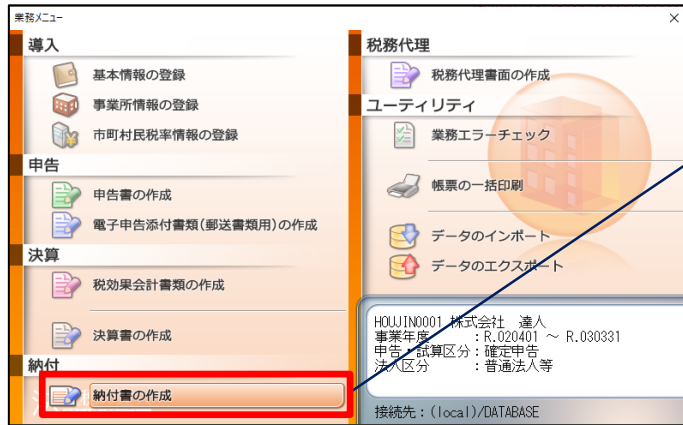 業務メニュー
導入
基本情報の登録
事業所情報の登録
市町村民税率情報の登録
申告
申告書の作成
電子申告添付書類(郵送書類用)の作成
決算
税効果会計書類の作成
決算書の作成
納付
納付書の作成
税務代理
税務代理書面の作成
ユーティリティ
業務エラーチェック
帳票の一括印刷
データのインポート
データのエクスポート
HOUJIN0001 株式会社 達人
事業年度 : R.020401 ~ R.030331
申告・試算区分 : 確定申告
法人区分 : 普通法人等
接続先 : (local)/DATABASE